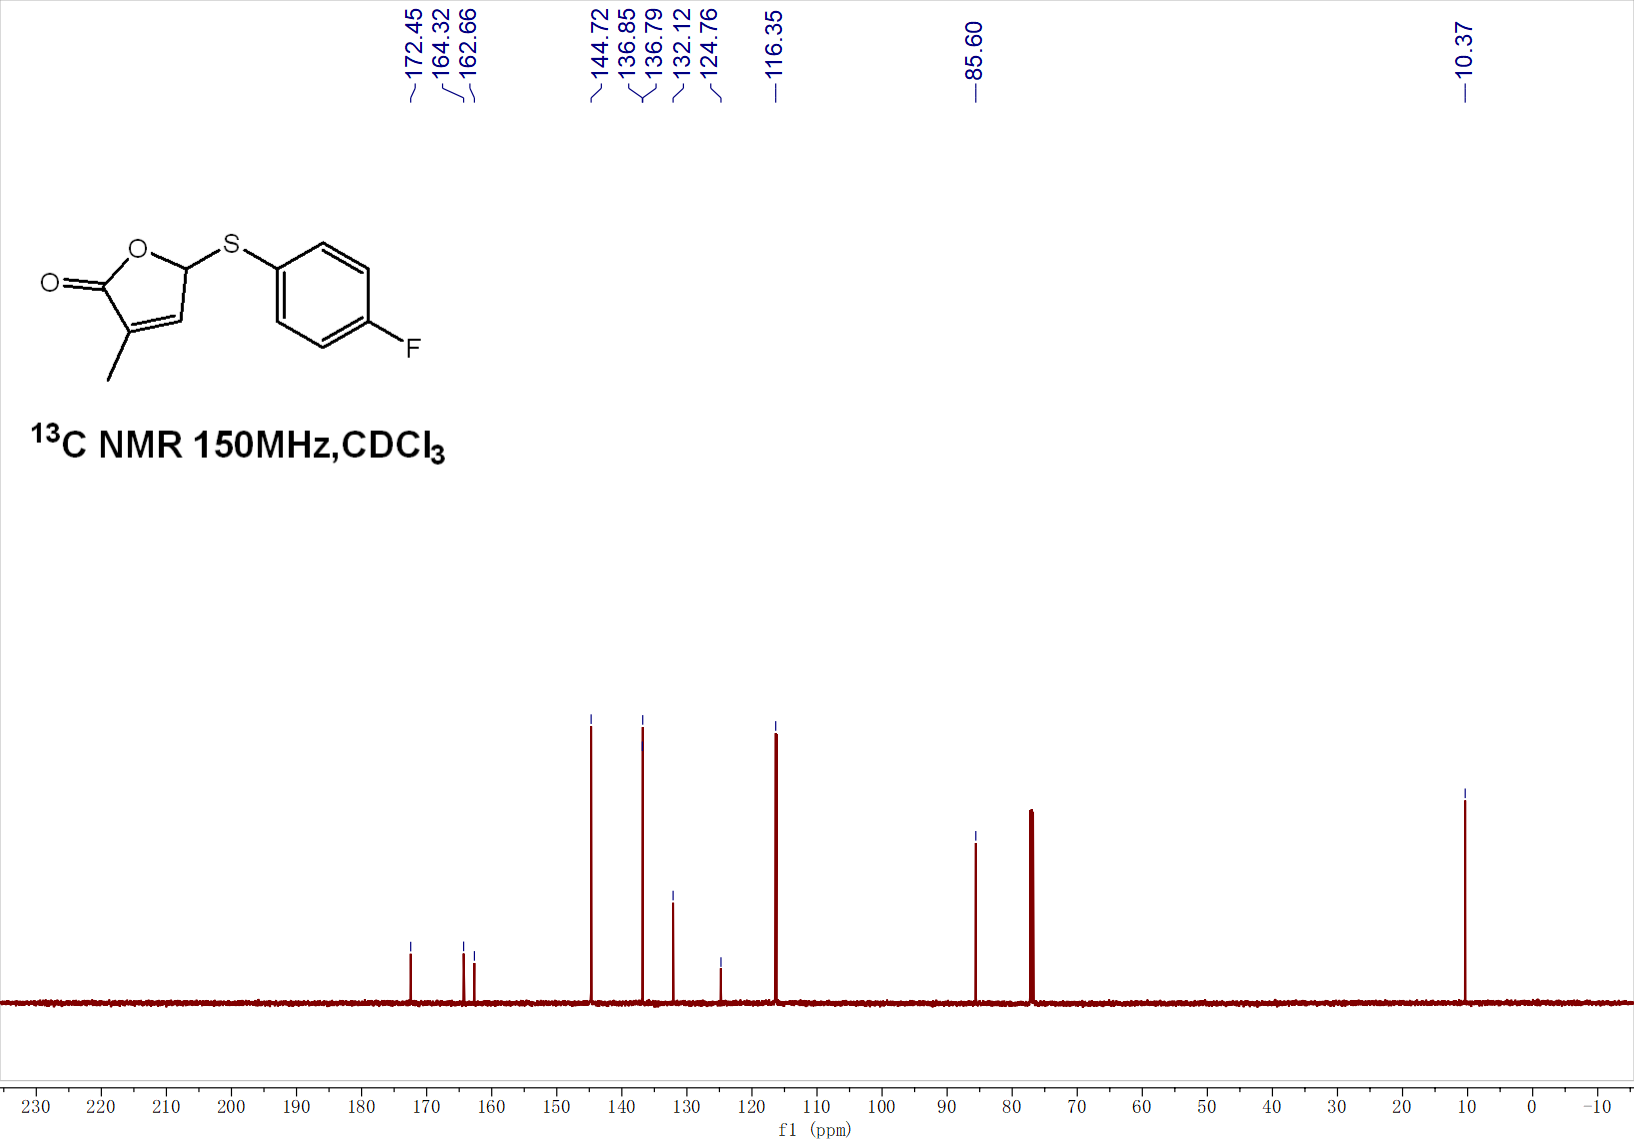 172.45
164.32
162.66
144.72
136.85
136.79
132.12
124.76
116.35
85.60
10.37
O
O
S
F
¹³C NMR 150MHz,CDCl₃
230 220 210 200 190 180 170 160 150 140 130 120 110 100 90 80 70 60 50 40 30 20 10 0 -10
f1 (ppm)